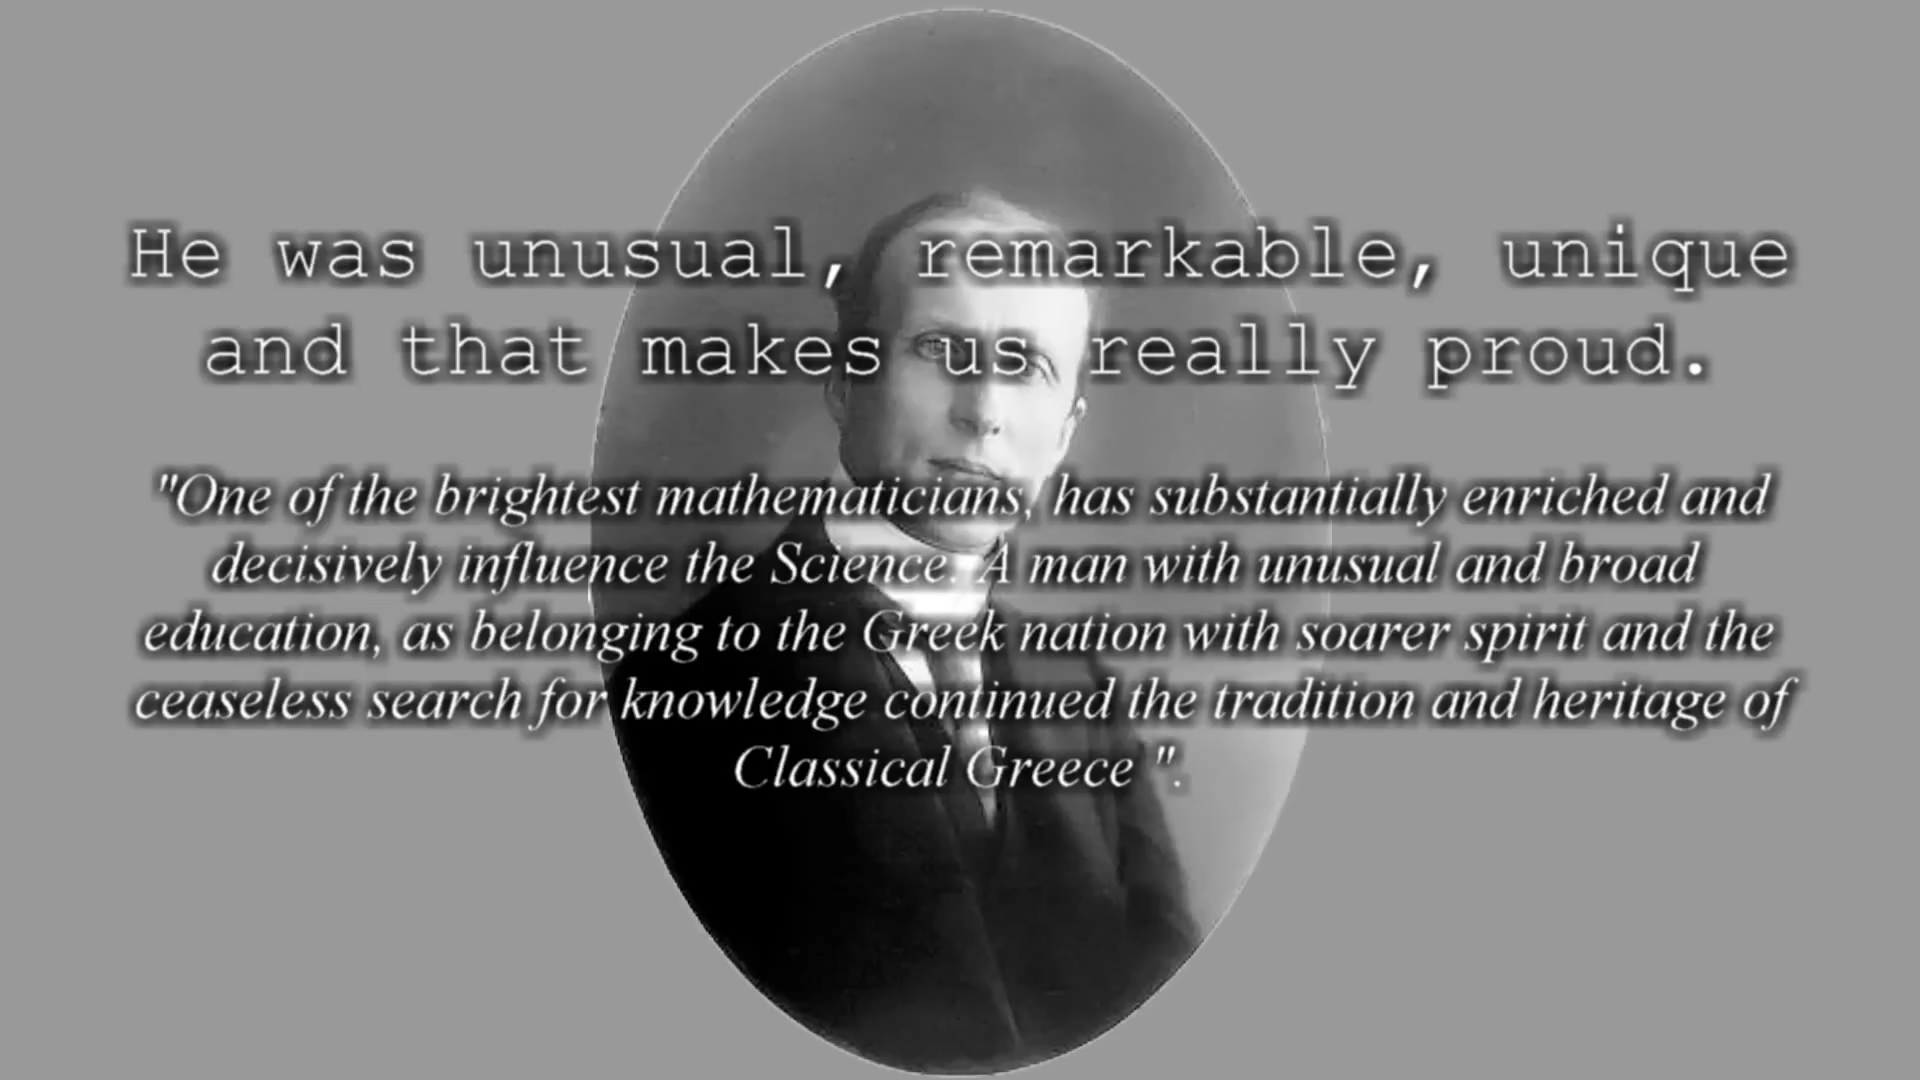 He was unusual, remarkable, unique
and that makes us really proud.
"One of the brightest mathematicians, has substantially enriched and
decisively influence the Science. A man with unusual and broad
education, as belonging to the Greek nation with soarer spirit and the
ceaseless search for knowledge continued the tradition and heritage of
Classical Greece ".